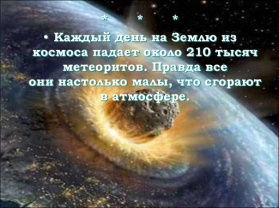 * * *
• Каждый день на Землю из
космоса падает около 210 тысяч
метеоритов. Правда все
они настолько малы, что сгорают
в атмосфере.